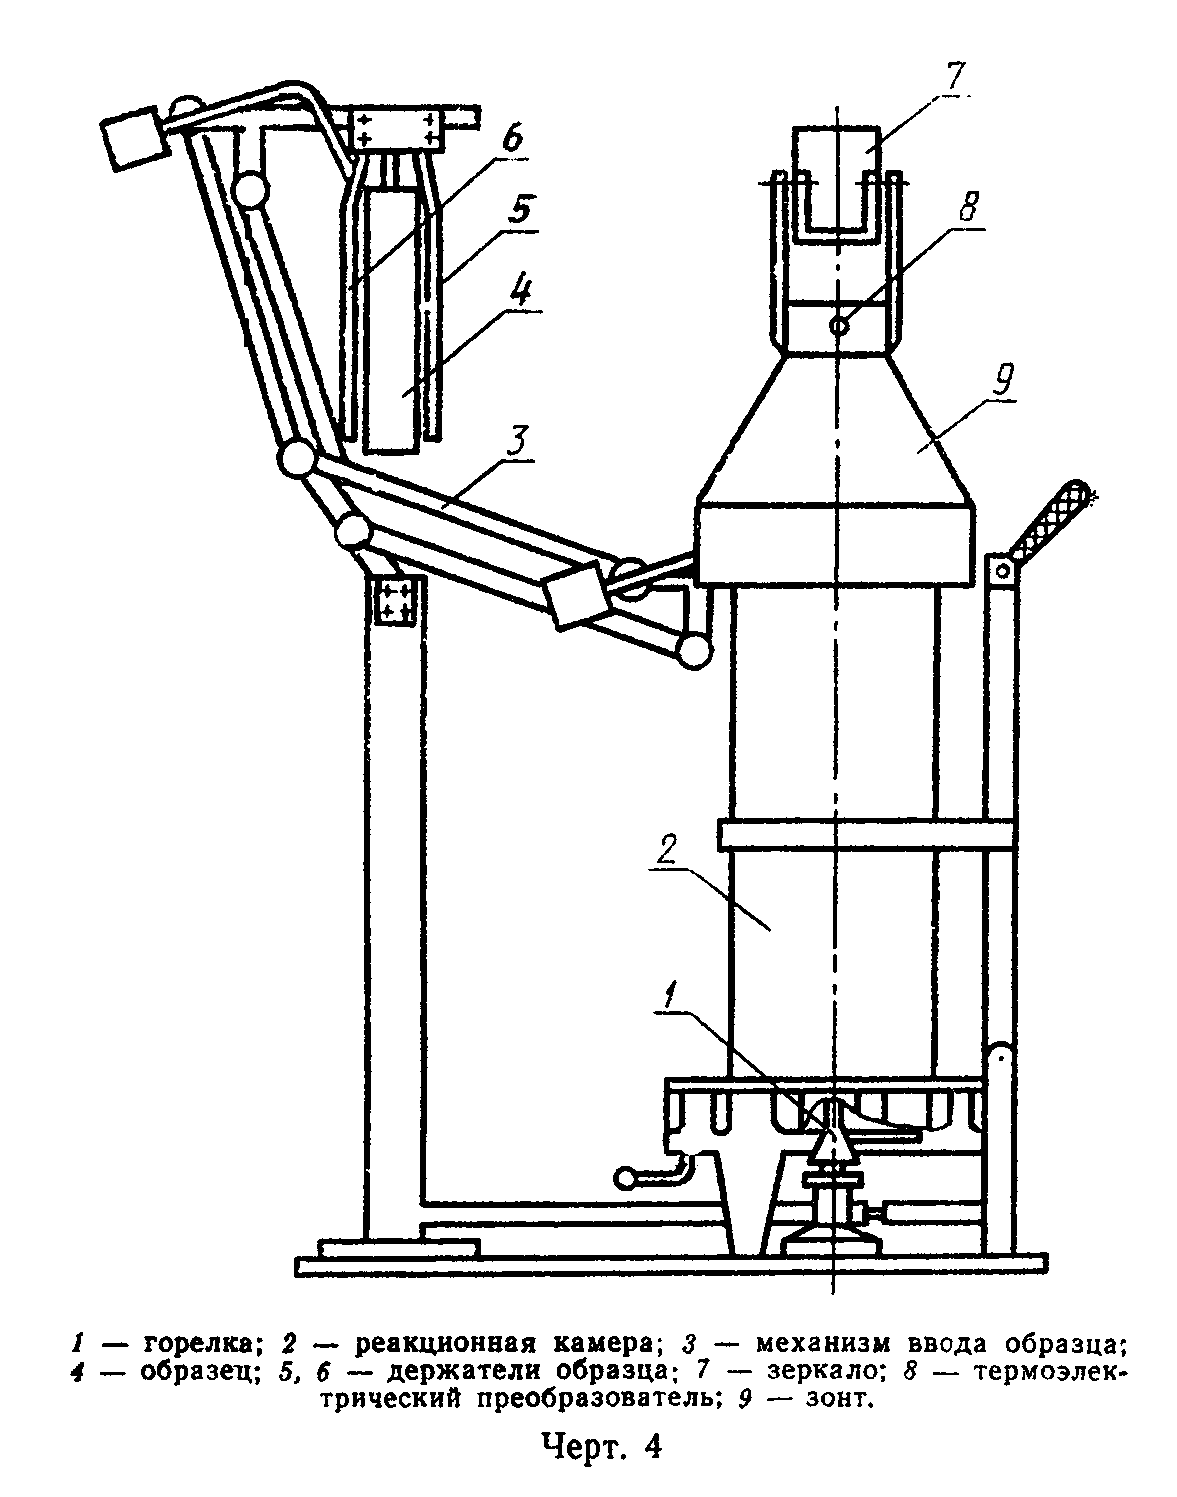 7
6
8
5
4
9
3
2
1
1 — горелка; 2 — реакционная камера; 3 — механизм ввода образца;
4 — образец; 5, 6 — держатели образца; 7 — зеркало; 8 — термоэлек-
трический преобразователь; 9 — зонт.
Черт. 4